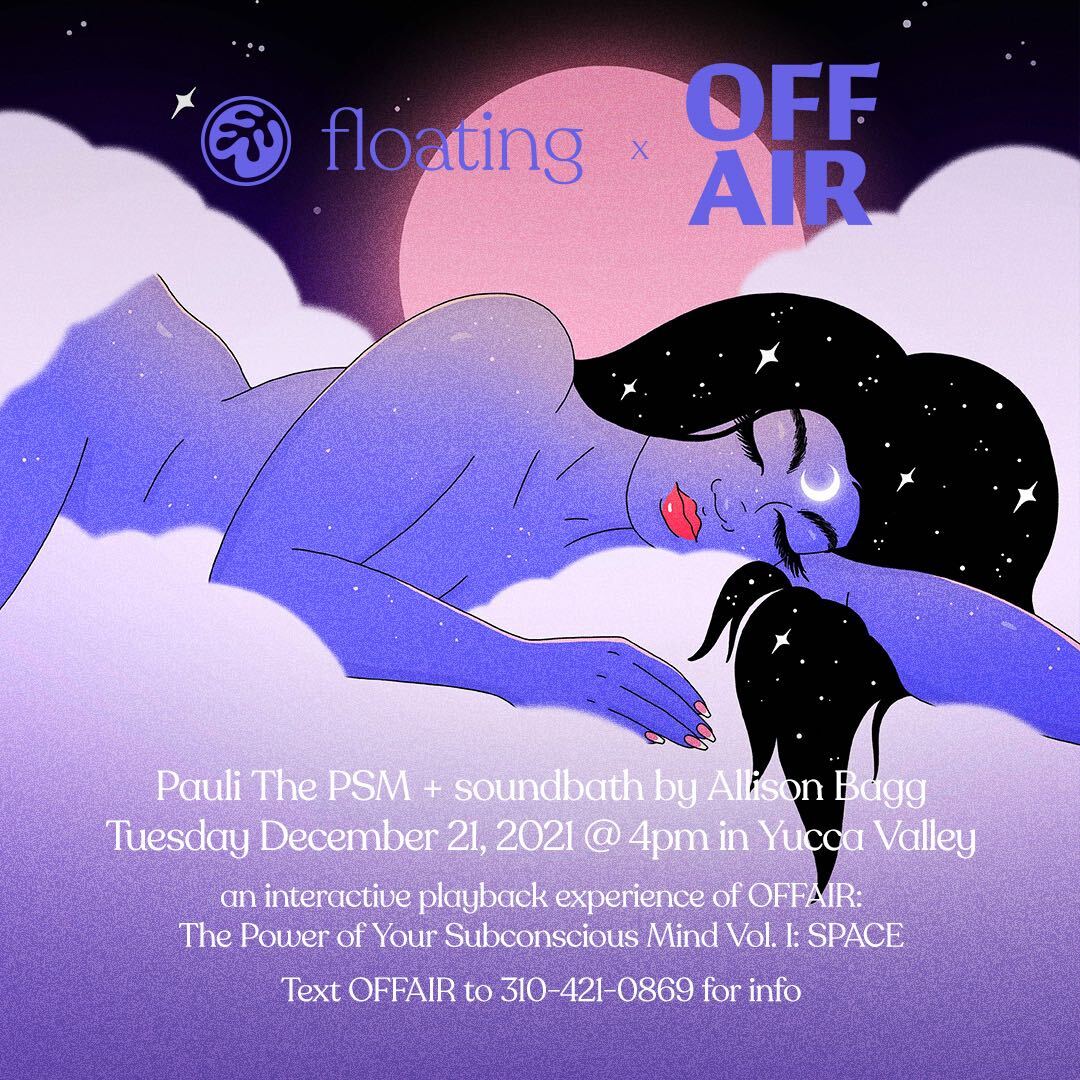 floating x OFF AIR
Pauli The PSM + soundbath by Allison Bagg
Tuesday December 21, 2021 @ 4pm in Yucca Valley
an interactive playback experience of OFFAIR:
The Power of Your Subconscious Mind Vol. 1: SPACE
Text OFFAIR to 310-421-0869 for info